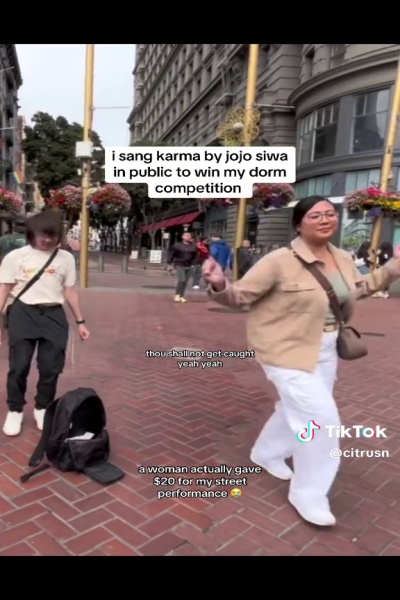 i sang karma by jojo siwa
in public to win my dorm
competition
thou shall not get caught
yeah yeah
TikTok
@citrusn
a woman actually gave
$20 for my street
performance 😭